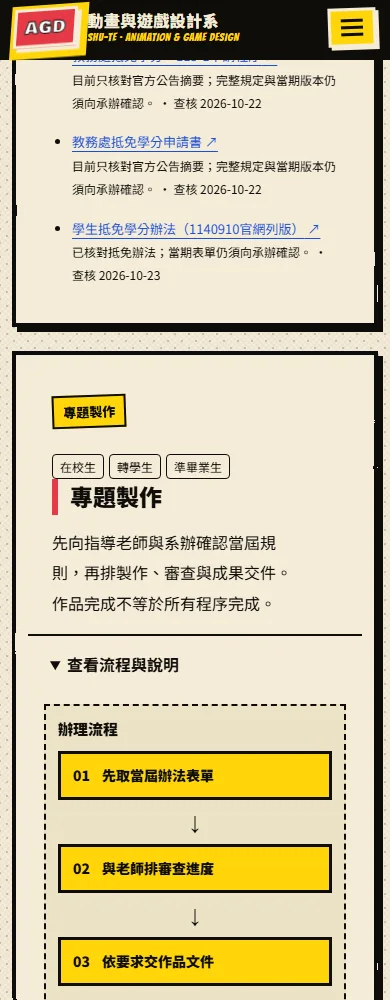 AGD
動畫與遊戲設計系
SHU-TE · ANIMATION & GAME DESIGN
目前只核對官方公告摘要；完整規定與當期版本仍
須向承辦確認。 · 查核 2026-10-22
教務處抵免學分申請書 ↗
目前只核對官方公告摘要；完整規定與當期版本仍
須向承辦確認。 · 查核 2026-10-22
學生抵免學分辦法（1140910官網列版） ↗
已核對抵免辦法；當期表單仍須向承辦確認。 ·
查核 2026-10-23
專題製作
在校生 轉學生 準畢業生
專題製作
先向指導老師與系辦確認當屆規
則，再排製作、審查與成果交件。
作品完成不等於所有程序完成。
▼ 查看流程與說明
辦理流程
01 先取當屆辦法表單
↓
02 與老師排審查進度
↓
03 依要求交作品文件